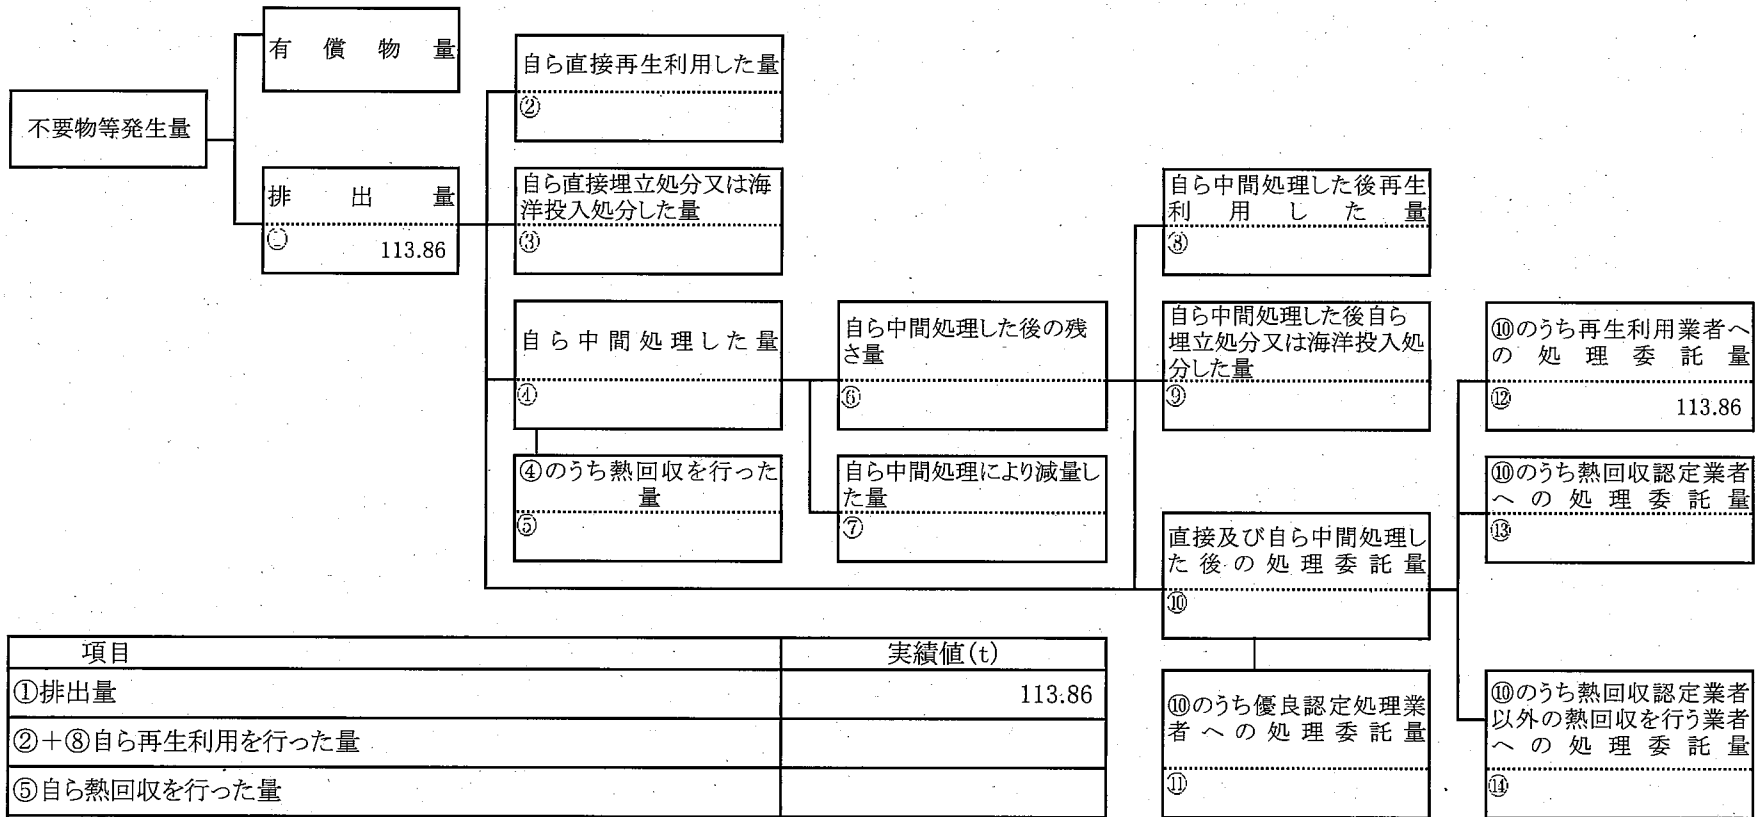 不要物等発生量
有償物量
排出量
①
113.86
自ら直接再生利用した量
②
自ら直接埋立処分又は海
洋投入処分した量
③
自ら中間処理した量
④
④のうち熱回収を行った
量
⑤
自ら中間処理した後の残
さ量
⑥
自ら中間処理により減量し
た量
⑦
自ら中間処理した後再生
利用した量
⑧
自ら中間処理した後自ら
埋立処分又は海洋投入処
分した量
⑨
直接及び自ら中間処理し
た後の処理委託量
⑩
⑩のうち優良認定処理業
者への処理委託量
⑪
⑩のうち再生利用業者へ
の処理委託量
⑫
113.86
⑩のうち熱回収認定業者
への処理委託量
⑬
⑩のうち熱回収認定業者
以外の熱回収を行う業者
への処理委託量
⑭
項目 実績値(t)
①排出量 113.86
②+⑧自ら再生利用を行った量
⑤自ら熱回収を行った量